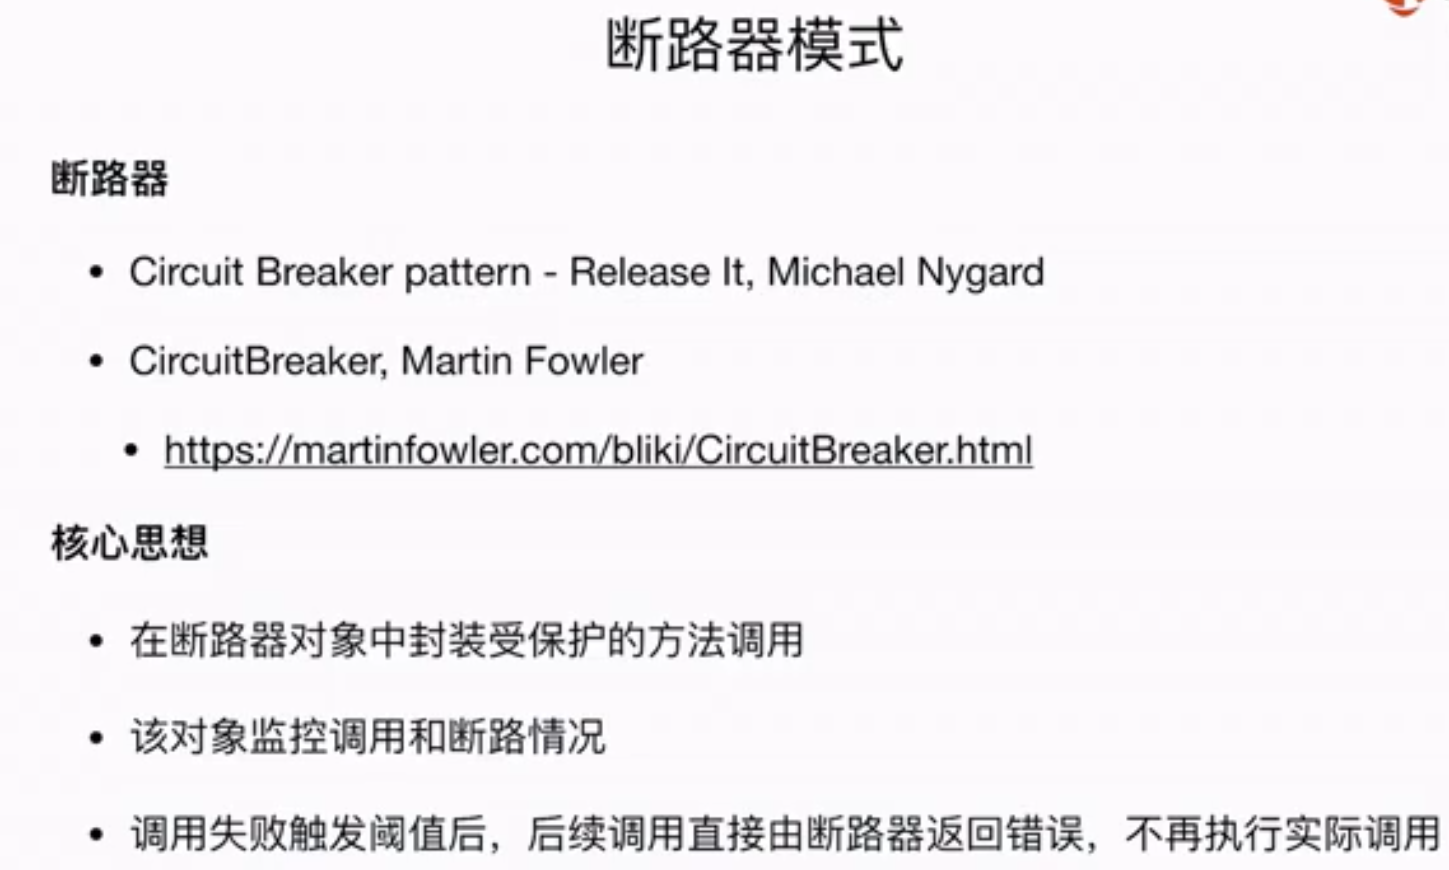 断路器模式
断路器
• Circuit Breaker pattern - Release It, Michael Nygard
• CircuitBreaker, Martin Fowler
• https://martinfowler.com/bliki/CircuitBreaker.html
核心思想
• 在断路器对象中封装受保护的方法调用
• 该对象监控调用和断路情况
• 调用失败触发阈值后，后续调用直接由断路器返回错误，不再执行实际调用